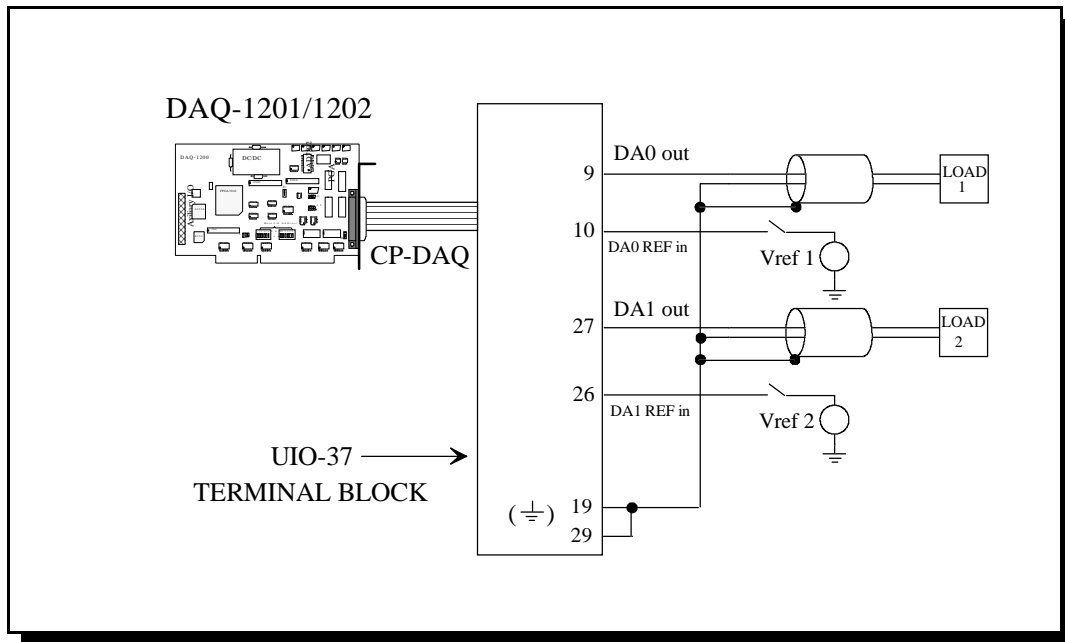 DAQ-1201/1202
DAQ-1200
DC/DC
CP-DAQ
9
DA0 out
LOAD
1
10
DA0 REF in
Vref 1
27
DA1 out
LOAD
2
26
DA1 REF in
Vref 2
UIO-37
TERMINAL BLOCK
( )
19
29